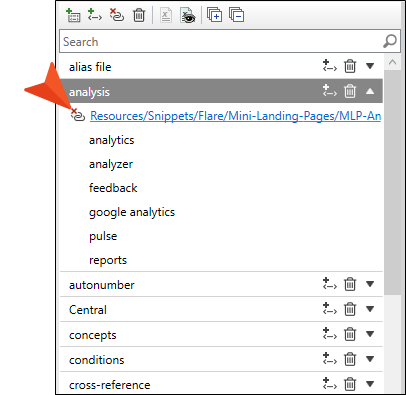 Search
alias file
analysis
Resources/Snippets/Flare/Mini-Landing-Pages/MLP-An
analytics
analyzer
feedback
google analytics
pulse
reports
autonumber
Central
concepts
conditions
cross-reference